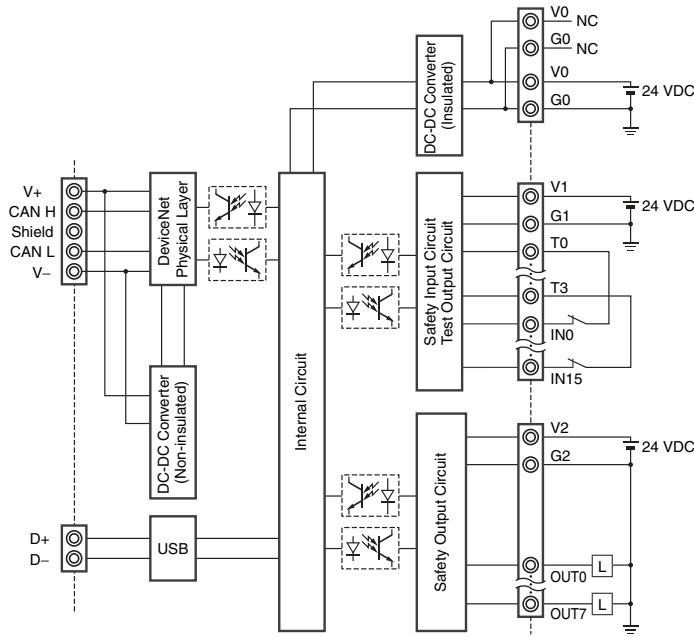 V0
NC
G0
NC
V0
24 VDC
G0
DC-DC Converter
(Insulated)
V+
CAN H
Shield
CAN L
V–
DeviceNet
Physical Layer
DC-DC Converter
(Non-insulated)
D+
D–
USB
Internal Circuit
Safety Input Circuit
Test Output Circuit
V1
24 VDC
G1
T0
T3
IN0
IN15
Safety Output Circuit
V2
24 VDC
G2
OUT0
L
OUT7
L